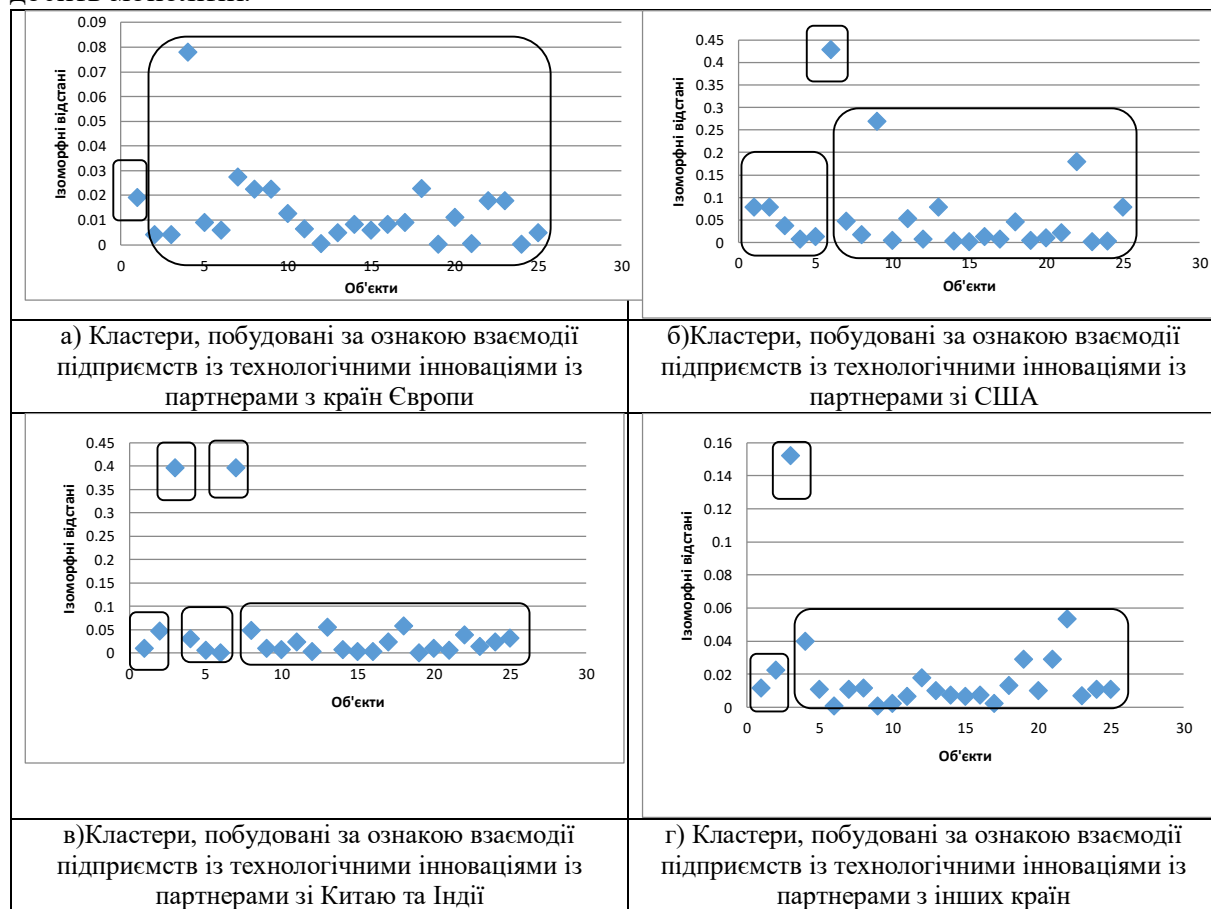 0.09
0.08
0.07
0.06
0.05
0.04
0.03
0.02
0.01
0
0 5 10 15 20 25 30
Ізоморфні відстані
Об'єкти
0.45
0.4
0.35
0.3
0.25
0.2
0.15
0.1
0.05
0
0 5 10 15 20 25 30
Ізоморфні відстані
Об'єкти
а) Кластери, побудовані за ознакою взаємодії
підприємств із технологічними інноваціями із
партнерами з країн Європи
б)Кластери, побудовані за ознакою взаємодії
підприємств із технологічними інноваціями із
партнерами зі США
0.45
0.4
0.35
0.3
0.25
0.2
0.15
0.1
0.05
0
0 5 10 15 20 25 30
Ізоморфні відстані
Об'єкти
0.16
0.14
0.12
0.1
0.08
0.06
0.04
0.02
0
0 5 10 15 20 25 30
Ізоморфні відстані
Об'єкти
в)Кластери, побудовані за ознакою взаємодії
підприємств із технологічними інноваціями із
партнерами зі Китаю та Індії
г) Кластери, побудовані за ознакою взаємодії
підприємств із технологічними інноваціями із
партнерами з інших країн